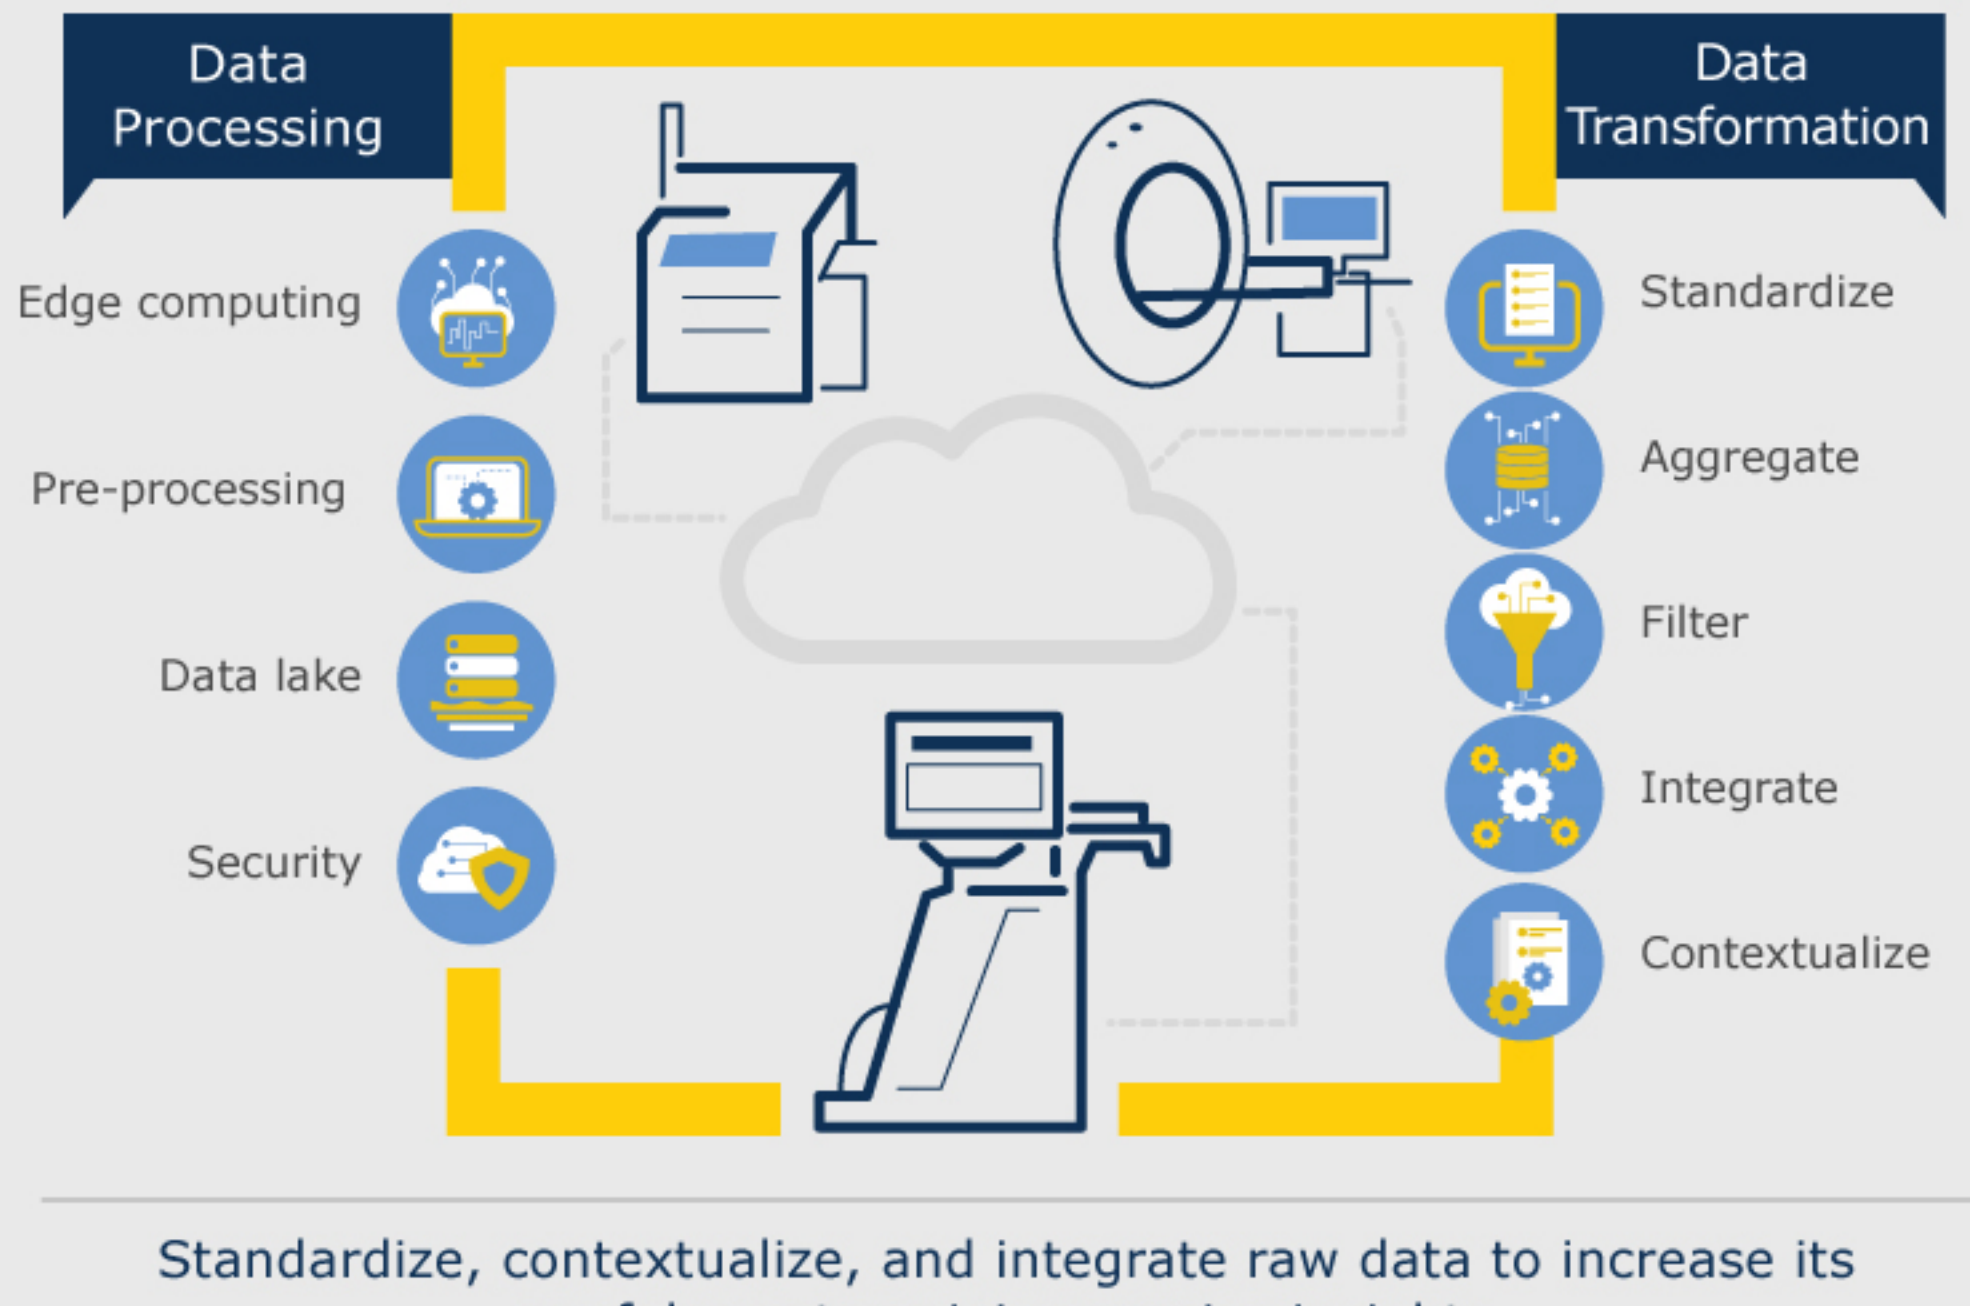 Data
Processing
Data
Transformation
Edge computing
Pre-processing
Data lake
Security
Standardize
Aggregate
Filter
Integrate
Contextualize
Standardize, contextualize, and integrate raw data to increase its